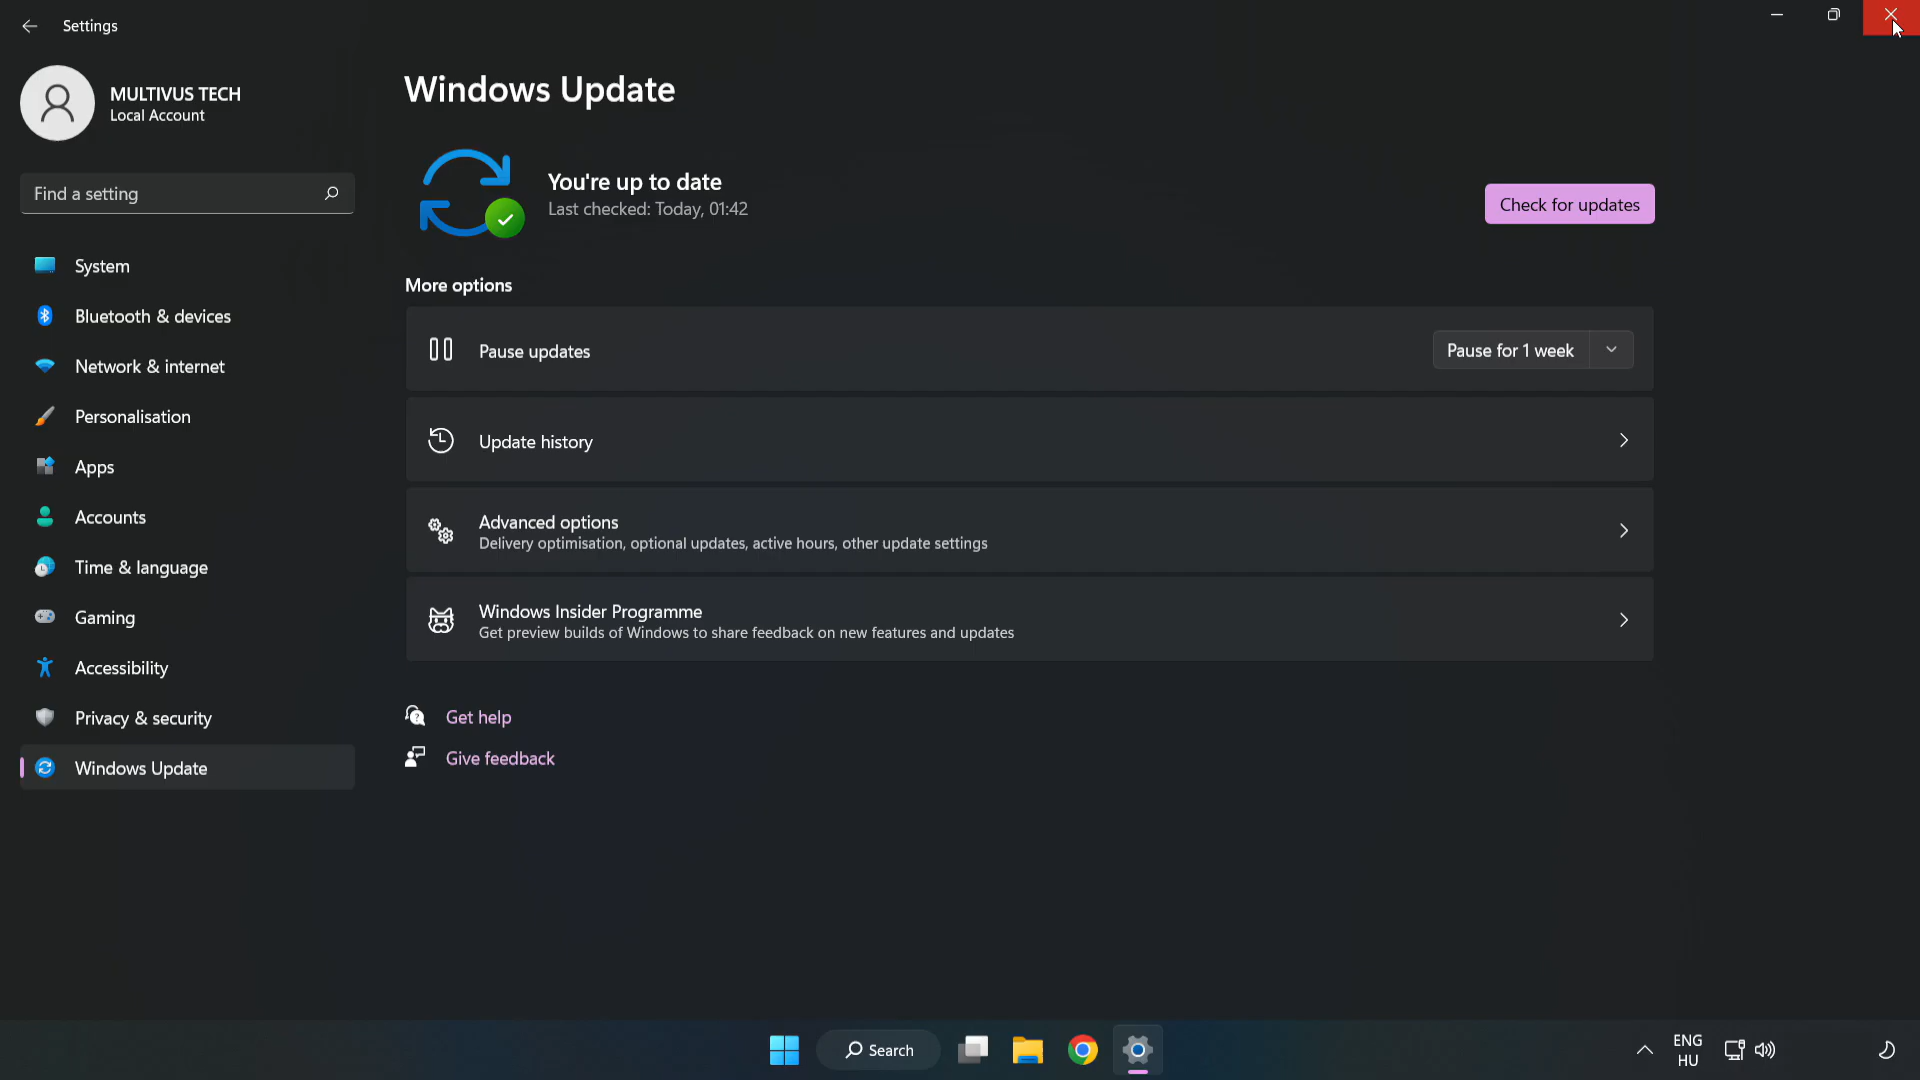 Settings
MULTIVUS TECH
Local Account
Find a setting
System
Bluetooth & devices
Network & internet
Personalisation
Apps
Accounts
Time & language
Gaming
Accessibility
Privacy & security
Windows Update
Windows Update
You're up to date
Last checked: Today, 01:42
Check for updates
More options
Pause updates
Pause for 1 week
Update history
Advanced options
Delivery optimisation, optional updates, active hours, other update settings
Windows Insider Programme
Get preview builds of Windows to share feedback on new features and updates
Get help
Give feedback
Search
ENG
HU